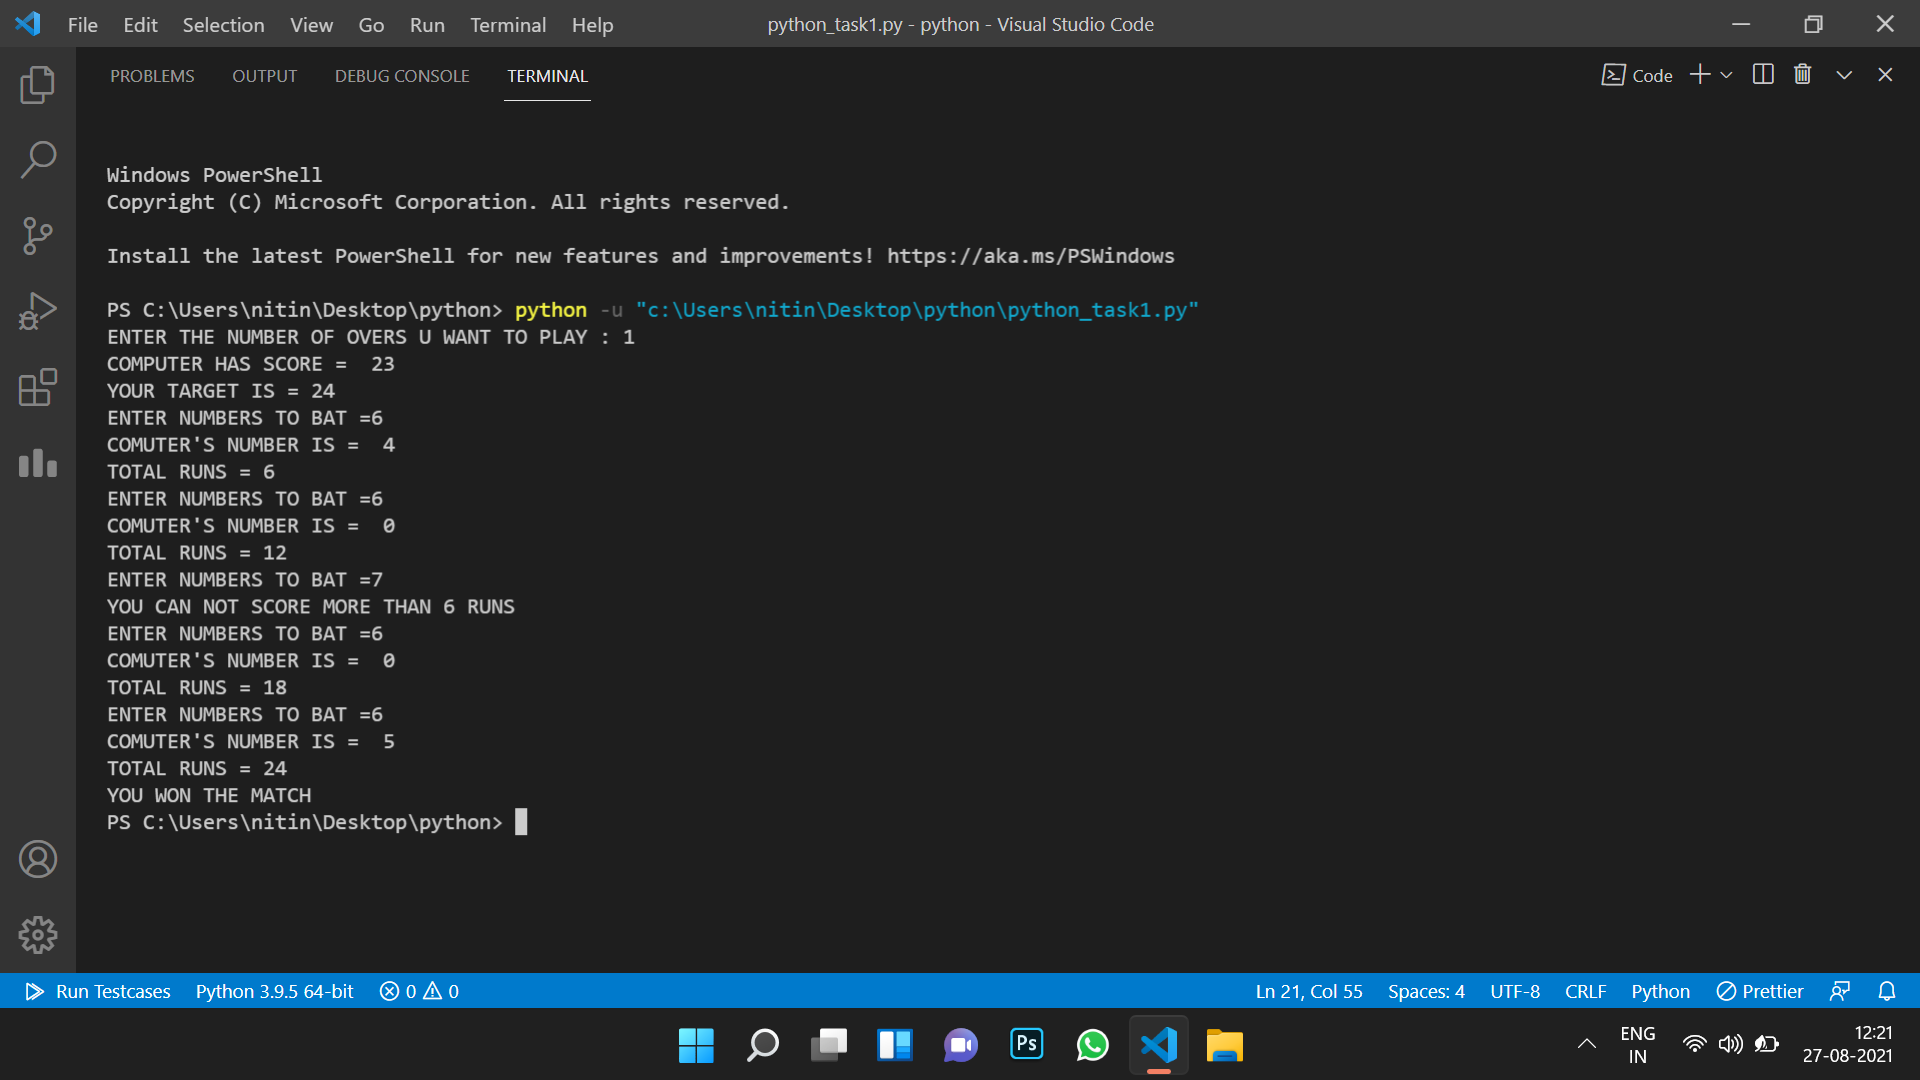 File Edit Selection View Go Run Terminal Help python_task1.py - python - Visual Studio Code
PROBLEMS OUTPUT DEBUG CONSOLE TERMINAL Code
Windows PowerShell
Copyright (C) Microsoft Corporation. All rights reserved.
Install the latest PowerShell for new features and improvements! https://aka.ms/PSWindows
PS C:\Users\nitin\Desktop\python> python -u "c:\Users\nitin\Desktop\python\python_task1.py"
ENTER THE NUMBER OF OVERS U WANT TO PLAY : 1
COMPUTER HAS SCORE =  23
YOUR TARGET IS = 24
ENTER NUMBERS TO BAT =6
COMUTER'S NUMBER IS =  4
TOTAL RUNS = 6
ENTER NUMBERS TO BAT =6
COMUTER'S NUMBER IS =  0
TOTAL RUNS = 12
ENTER NUMBERS TO BAT =7
YOU CAN NOT SCORE MORE THAN 6 RUNS
ENTER NUMBERS TO BAT =6
COMUTER'S NUMBER IS =  0
TOTAL RUNS = 18
ENTER NUMBERS TO BAT =6
COMUTER'S NUMBER IS =  5
TOTAL RUNS = 24
YOU WON THE MATCH
PS C:\Users\nitin\Desktop\python>
Run Testcases Python 3.9.5 64-bit 0 0 Ln 21, Col 55 Spaces: 4 UTF-8 CRLF Python Prettier
Ps
ENG 12:21
IN 27-08-2021